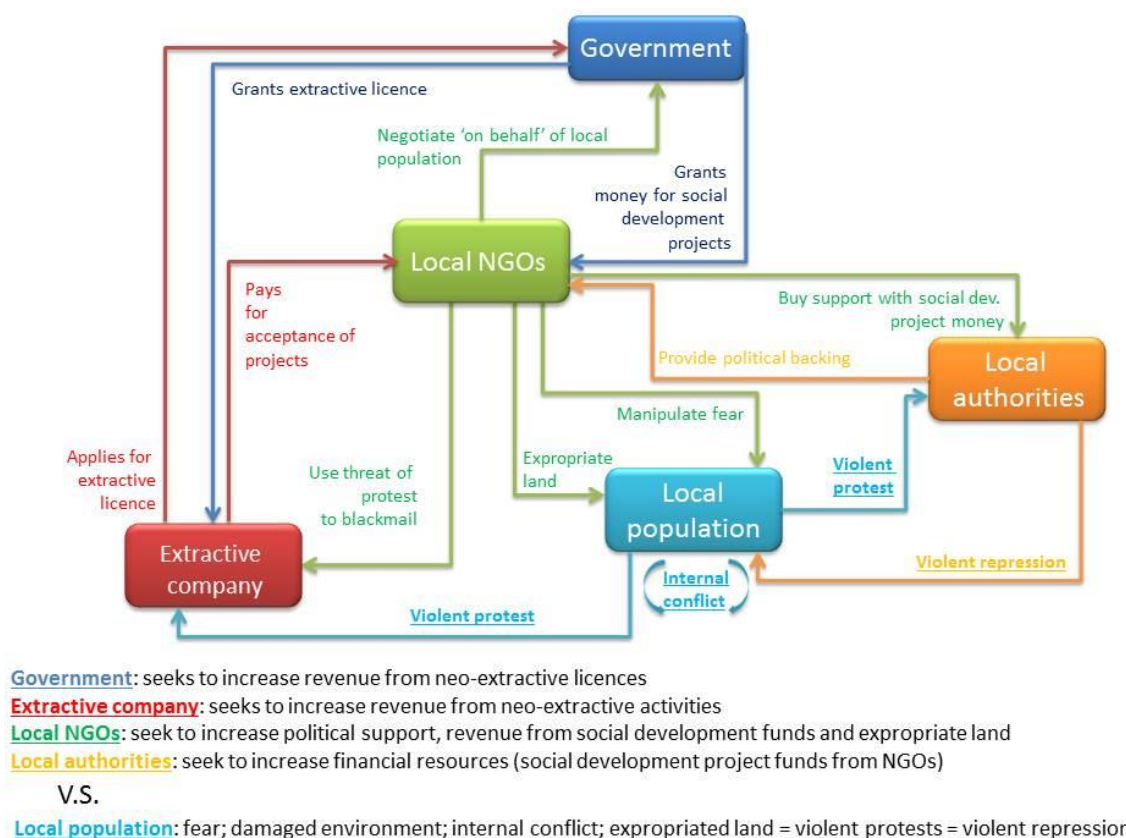 Government
Grants extractive licence
Negotiate ‘on behalf’ of local
population
Grants
money for social
development
projects
Local NGOs
Pays
for
acceptance of
projects
Buy support with social dev.
project money
Provide political backing
Local
authorities
Manipulate fear
Applies for
extractive
licence
Use threat of
protest
to blackmail
Expropriate
land
Violent
protest
Local
population
Extractive
company
Violent repression
Internal
conflict
Violent protest
Government: seeks to increase revenue from neo-extractive licences
Extractive company: seeks to increase revenue from neo-extractive activities
Local NGOs: seek to increase political support, revenue from social development funds and expropriate land
Local authorities: seek to increase financial resources (social development project funds from NGOs)
V.S.
Local population: fear; damaged environment; internal conflict; expropriated land = violent protests = violent repression